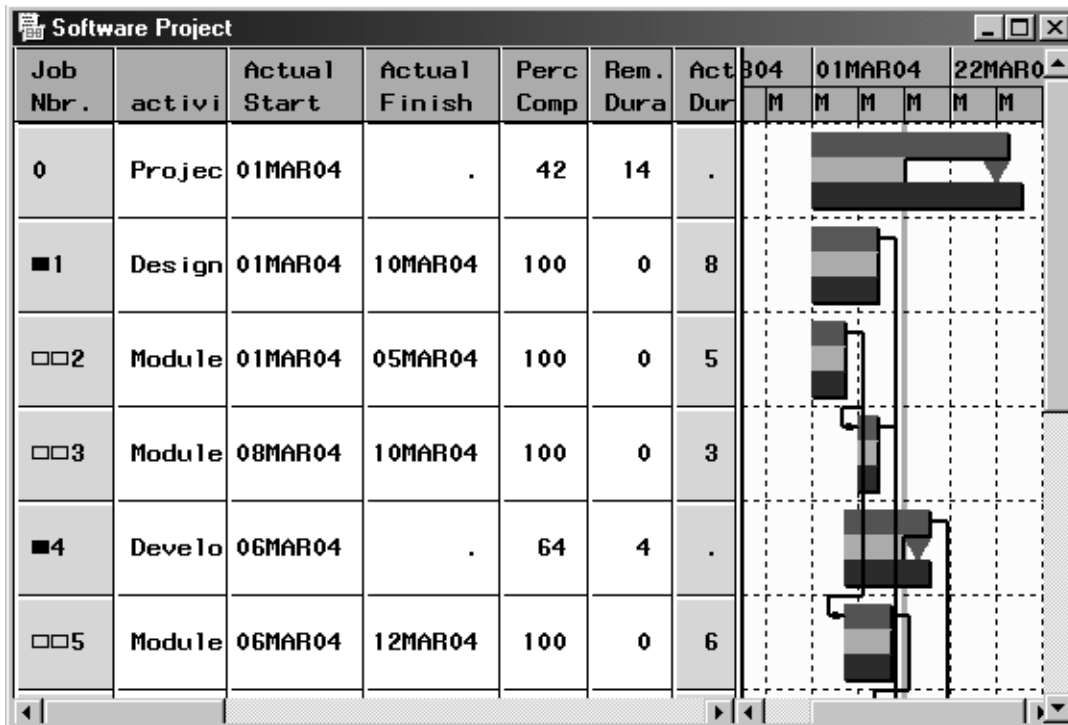 Software Project
Job Nbr. activi Actual Start Actual Finish Perc Comp Rem. Dura Act Dur
304 01MAR04 22MAR0
M M M M M M
0 Projec 01MAR04 . 42 14 .
1 Design 01MAR04 10MAR04 100 0 8
2 Module 01MAR04 05MAR04 100 0 5
3 Module 08MAR04 10MAR04 100 0 3
4 Develo 06MAR04 . 64 4 .
5 Module 06MAR04 12MAR04 100 0 6